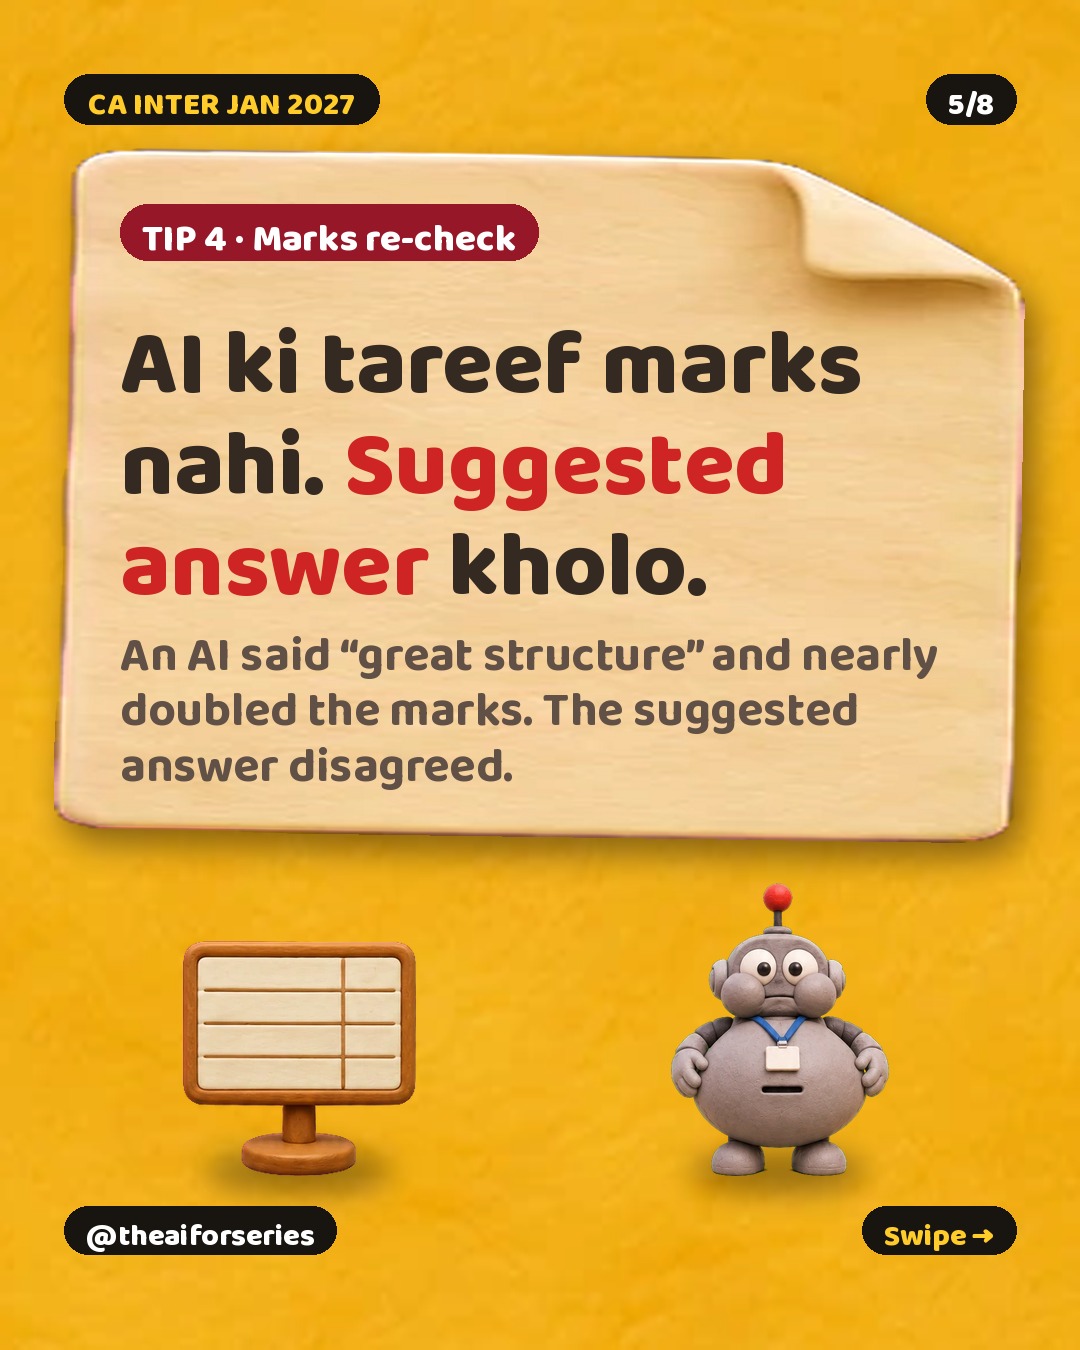 CA INTER JAN 2027
5/8
TIP 4 · Marks re-check
AI ki tareef marks
nahi. Suggested
answer kholo.
An AI said “great structure” and nearly
doubled the marks. The suggested
answer disagreed.
@theaiforseries
Swipe →